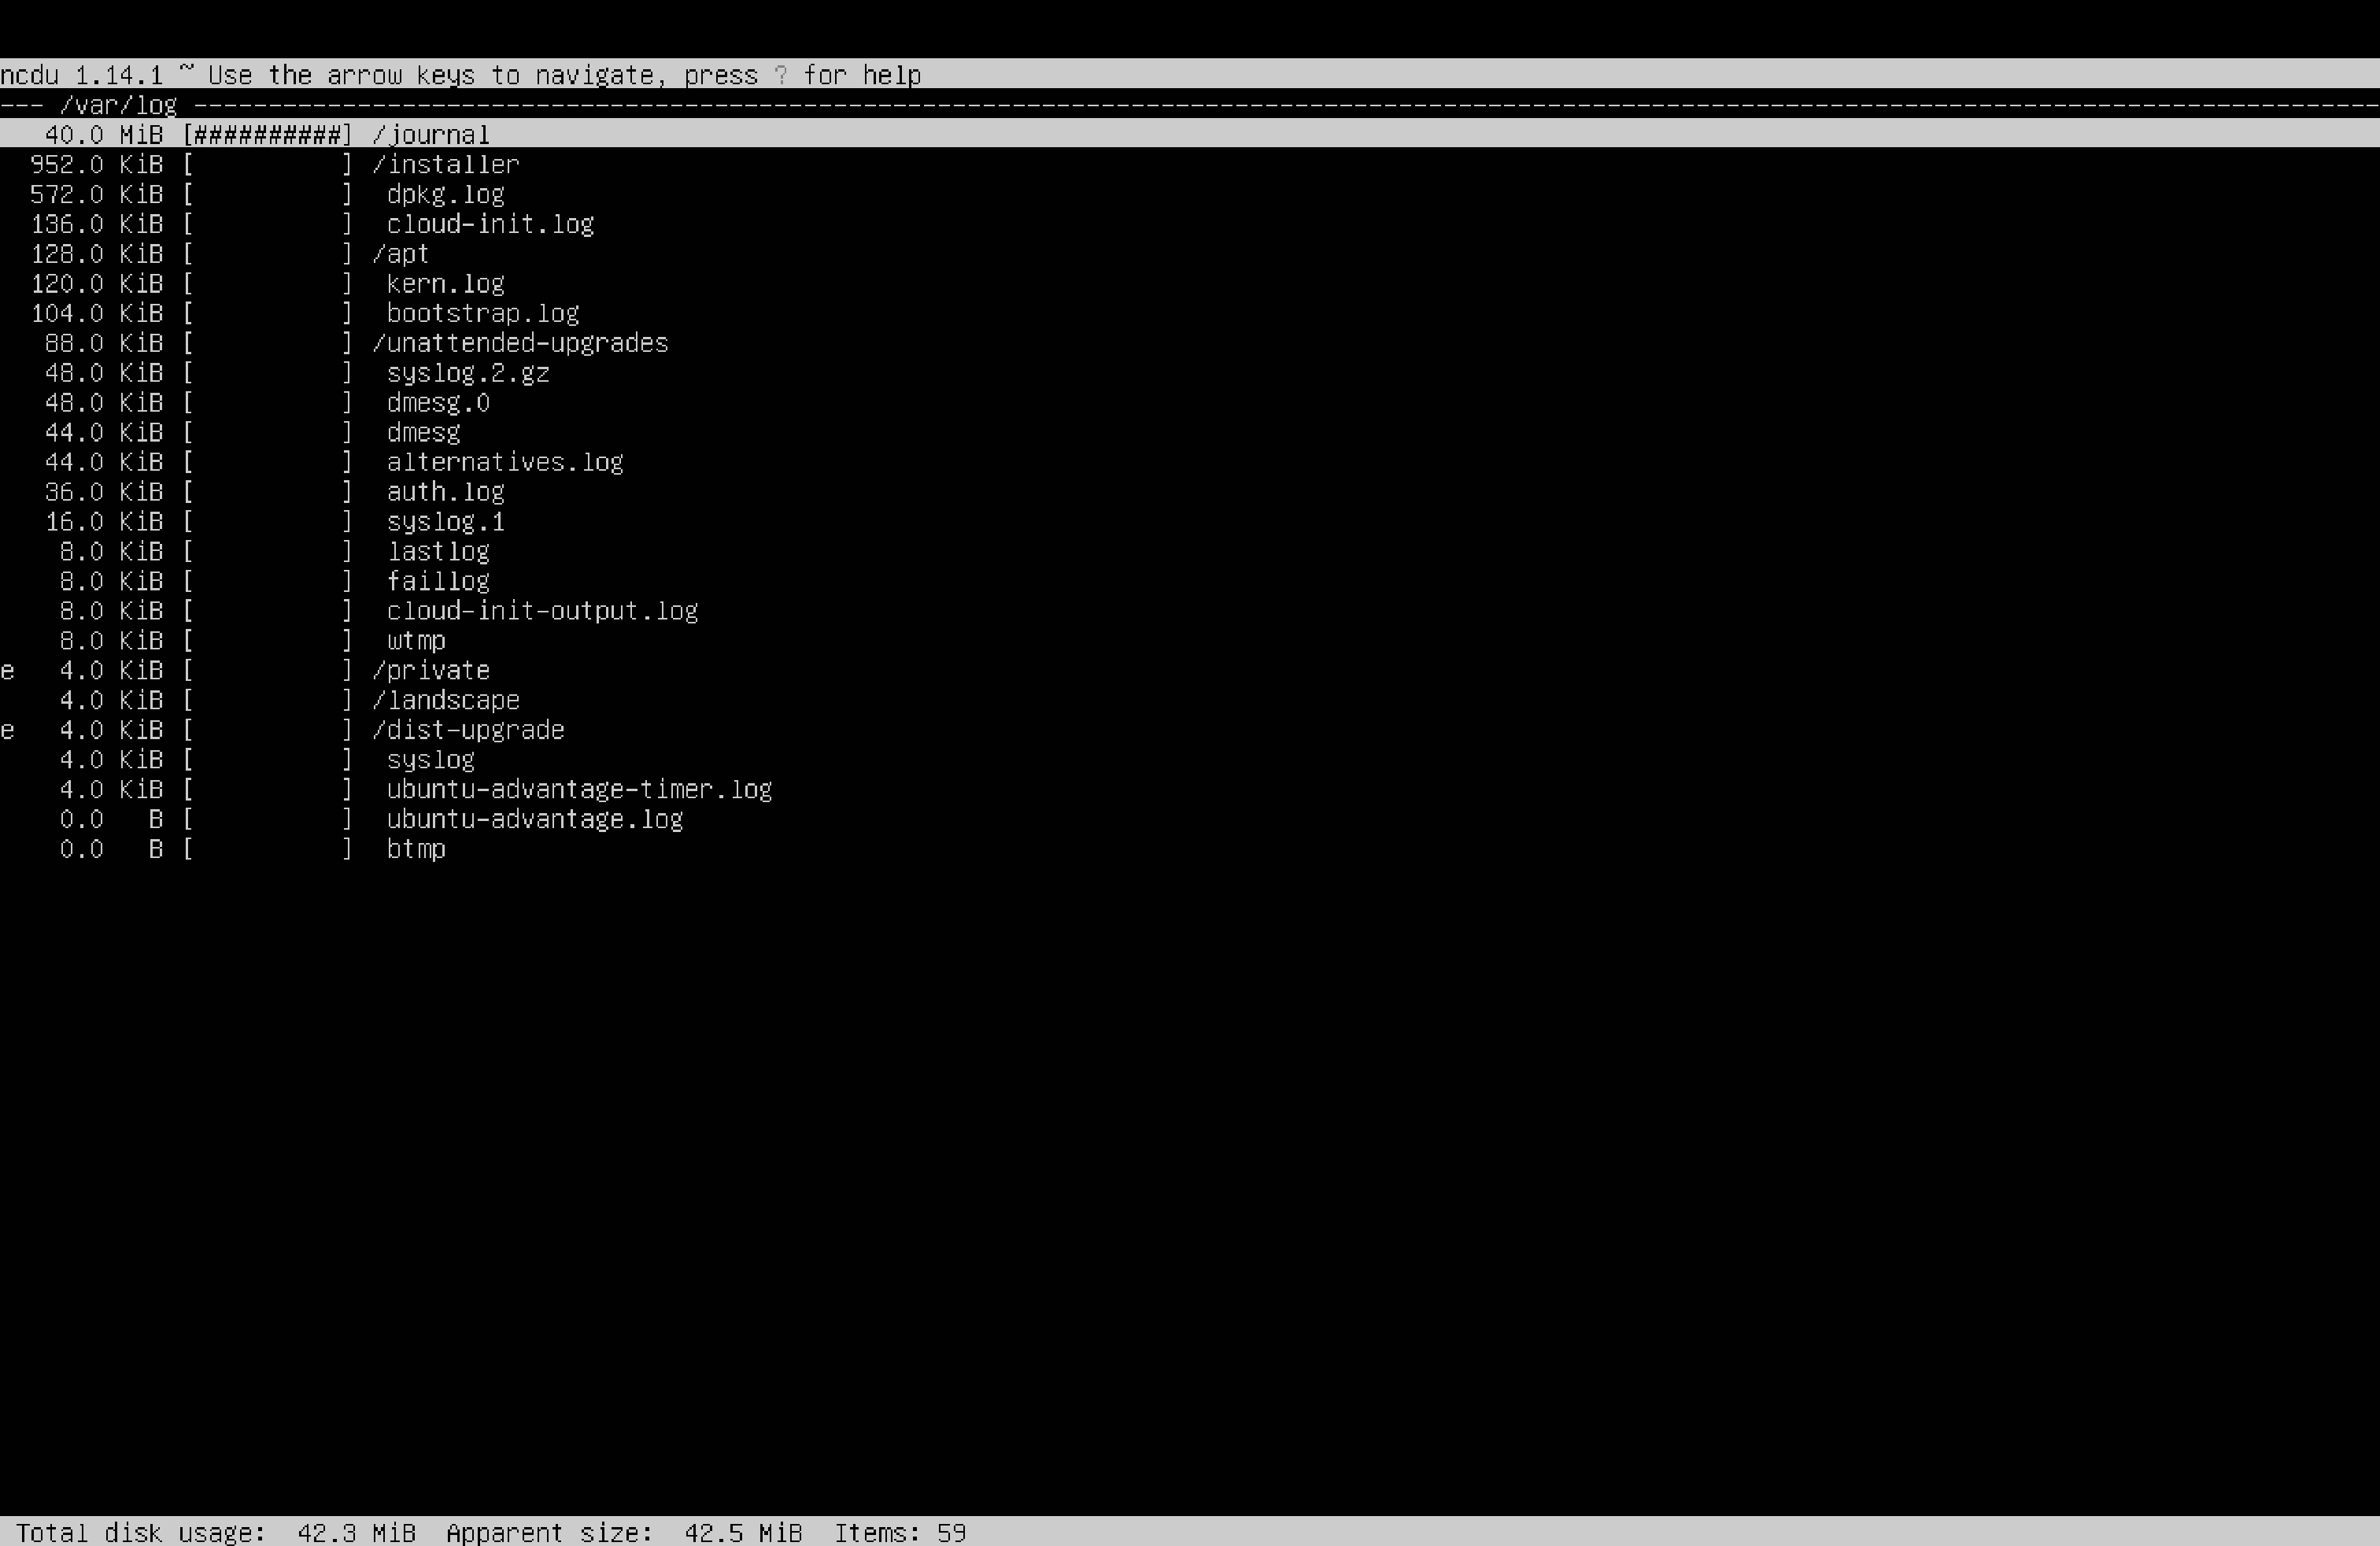 ncdu 1.14.1 ~ Use the arrow keys to navigate, press ? for help
--- /var/log ---------------------------------------------------------------------------------------------------------------------------------------------------
   40.0 MiB [##########] /journal
  952.0 KiB [          ] /installer
  572.0 KiB [          ]  dpkg.log
  136.0 KiB [          ]  cloud-init.log
  128.0 KiB [          ] /apt
  120.0 KiB [          ]  kern.log
  104.0 KiB [          ]  bootstrap.log
   88.0 KiB [          ] /unattended-upgrades
   48.0 KiB [          ]  syslog.2.gz
   48.0 KiB [          ]  dmesg.0
   44.0 KiB [          ]  dmesg
   44.0 KiB [          ]  alternatives.log
   36.0 KiB [          ]  auth.log
   16.0 KiB [          ]  syslog.1
    8.0 KiB [          ]  lastlog
    8.0 KiB [          ]  faillog
    8.0 KiB [          ]  cloud-init-output.log
    8.0 KiB [          ]  wtmp
e   4.0 KiB [          ] /private
    4.0 KiB [          ] /landscape
e   4.0 KiB [          ] /dist-upgrade
    4.0 KiB [          ]  syslog
    4.0 KiB [          ]  ubuntu-advantage-timer.log
    0.0   B [          ]  ubuntu-advantage.log
    0.0   B [          ]  btmp
 Total disk usage:  42.3 MiB  Apparent size:  42.5 MiB  Items: 59